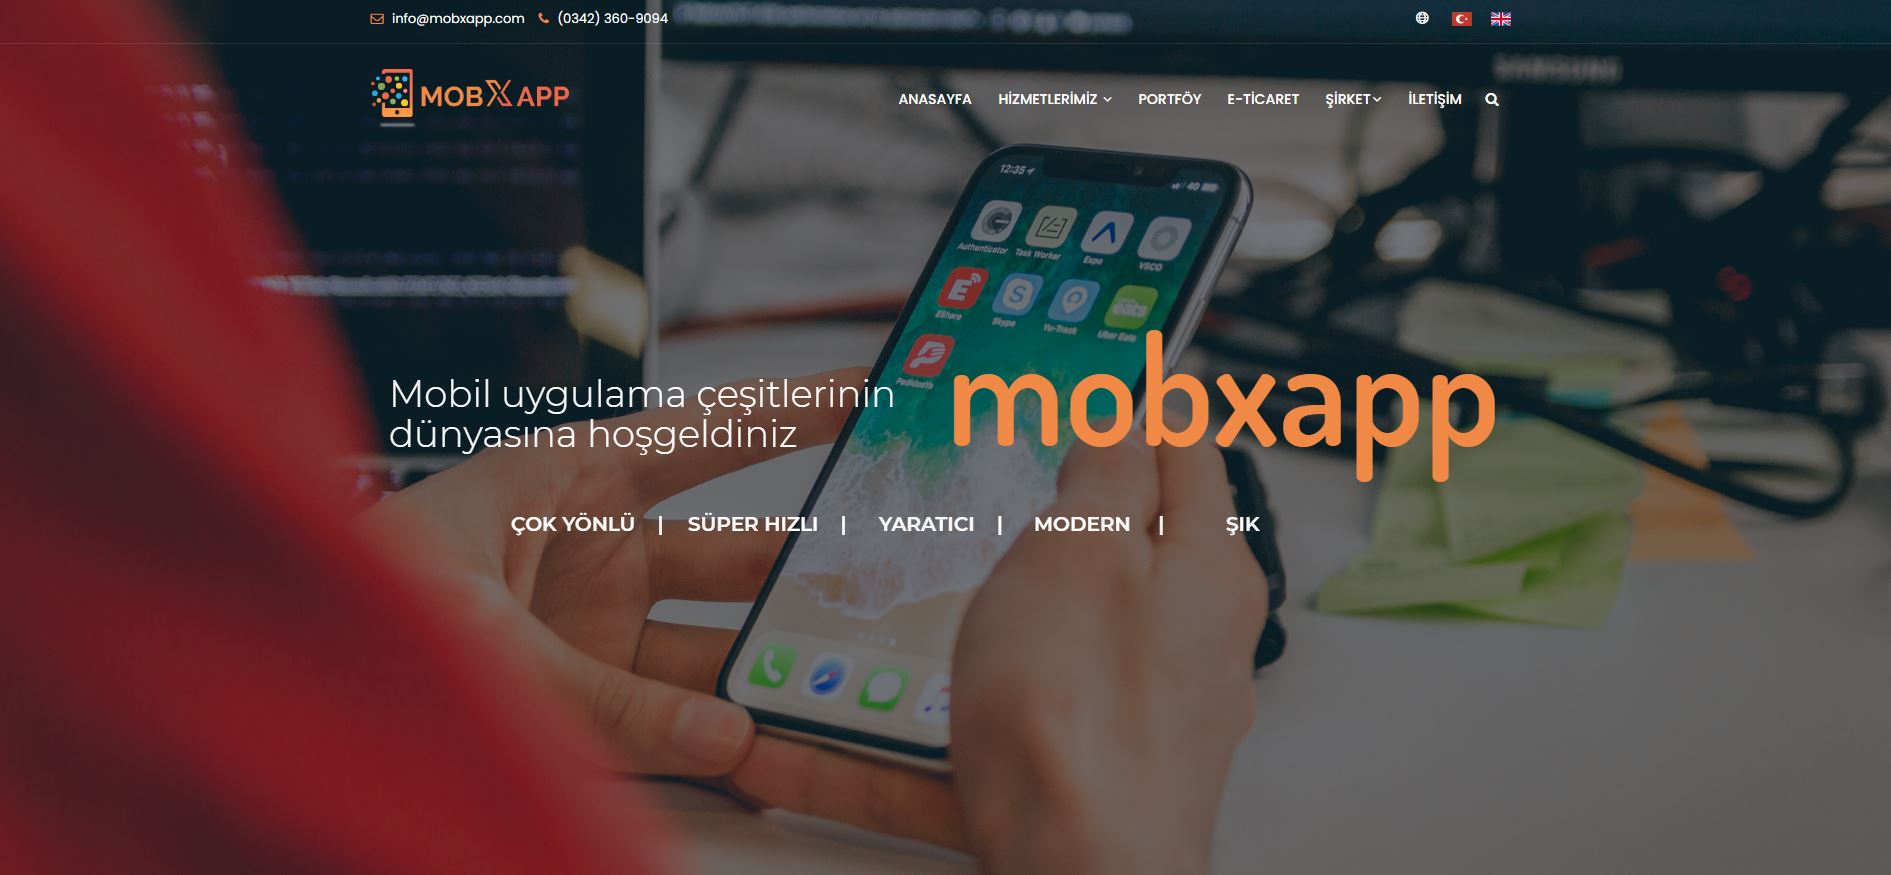 info@mobxapp.com (0342) 360-9094
SAMSUNG
MOBXAPP
ANASAYFA HİZMETLERİMİZ PORTFÖY E-TİCARET ŞİRKET İLETİŞİM
12:35 4G
Authenticator Task Worker Expo VSCO
EShare Skype Yu-Track Uber Eats
PedidosYa
Mobil uygulama çeşitlerinin
dünyasına hoşgeldiniz
mobxapp
ÇOK YÖNLÜ | SÜPER HIZLI | YARATICI | MODERN | ŞIK